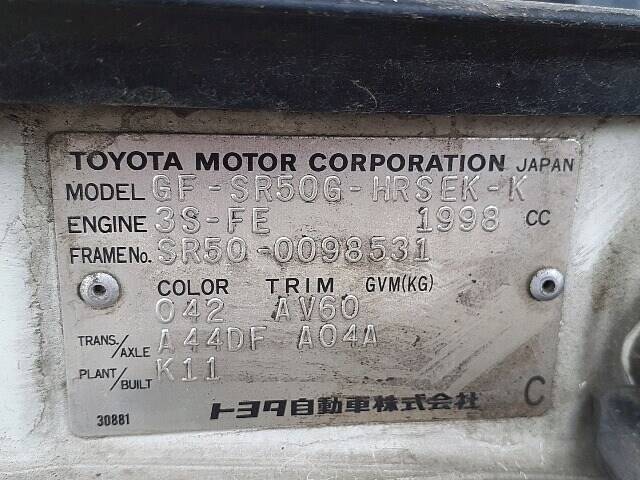 TOYOTA MOTOR CORPORATION JAPAN
MODEL GF-SR50G-HRSEK-K
ENGINE 3S-FE 1998 CC
FRAME No. SR50-0098531
COLOR TRIM GVM(KG)
042 AV60
TRANS./AXLE A44DF A04A
PLANT/BUILT K11
30881 トヨタ自動車株式会社 C